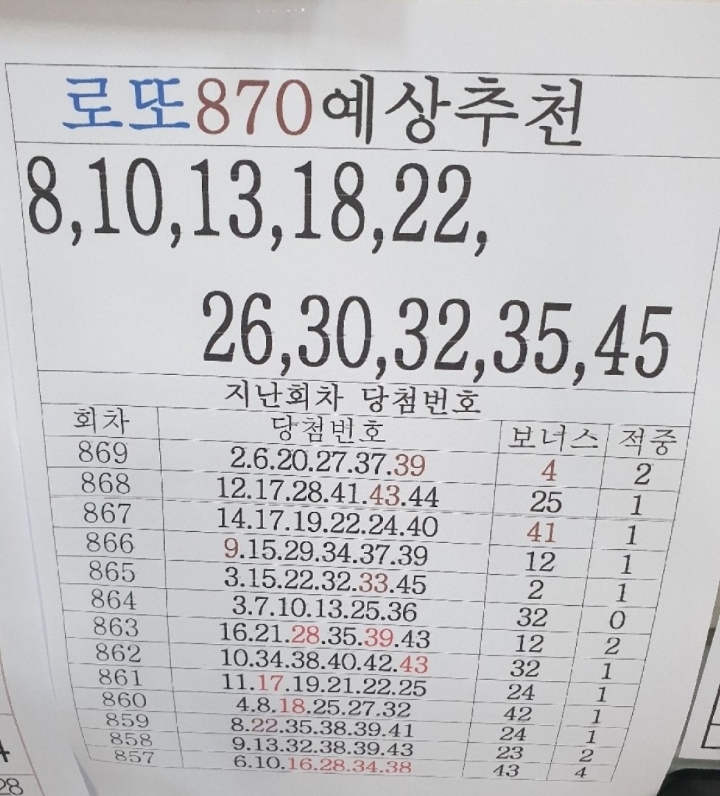 로또870예상추천
8,10,13,18,22,
26,30,32,35,45
지난회차 당첨번호
회차 당첨번호 보너스 적중
869 2.6.20.27.37.39 4 2
868 12.17.28.41.43.44 25 1
867 14.17.19.22.24.40 41 1
866 9.15.29.34.37.39 12 1
865 3.15.22.32.33.45 2 1
864 3.7.10.13.25.36 32 0
863 16.21.28.35.39.43 12 2
862 10.34.38.40.42.43 32 1
861 11.17.19.21.22.25 24 1
860 4.8.18.25.27.32 42 1
859 8.22.35.38.39.41 24 1
858 9.13.32.38.39.43 23 2
857 6.10.16.28.34.38 43 4
28